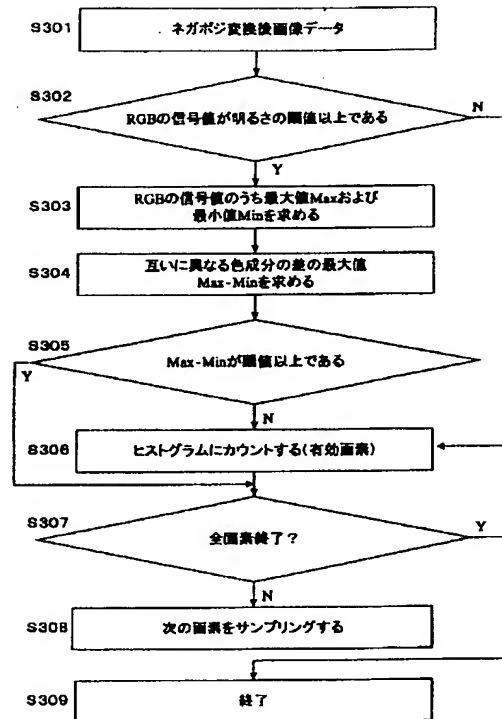 S301
ネガポジ変換後画像データ
S302
RGBの信号値が明るさの閾値以上である
N
Y
S303
RGBの信号値のうち最大値Maxおよび
最小値Minを求める
S304
互いに異なる色成分の差の最大値
Max-Minを求める
S305
Max-Minが閾値以上である
Y
N
S306
ヒストグラムにカウントする(有効画素)
S307
全画素終了?
Y
N
S308
次の画素をサンプリングする
S309
終了